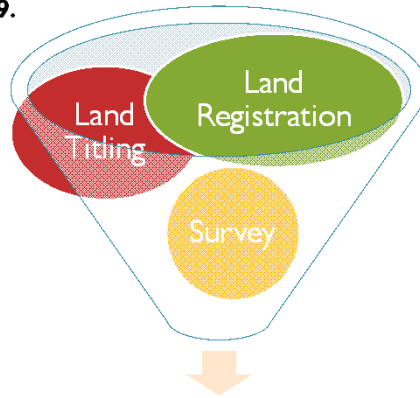 9.
Land
Registration
Land
Titling
Survey